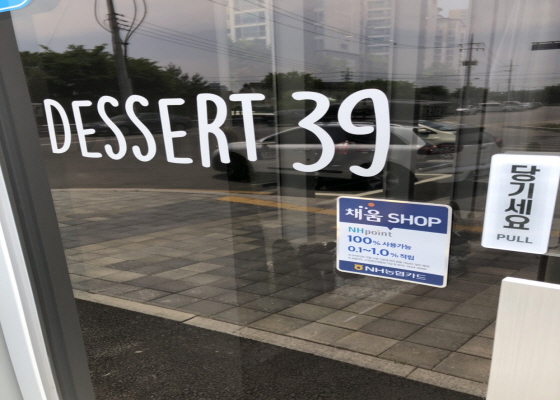 DESSERT 39
채움 SHOP
NHpoint
100% 사용가능
0.1~1.0% 적립
NH농협카드
당기세요
PULL